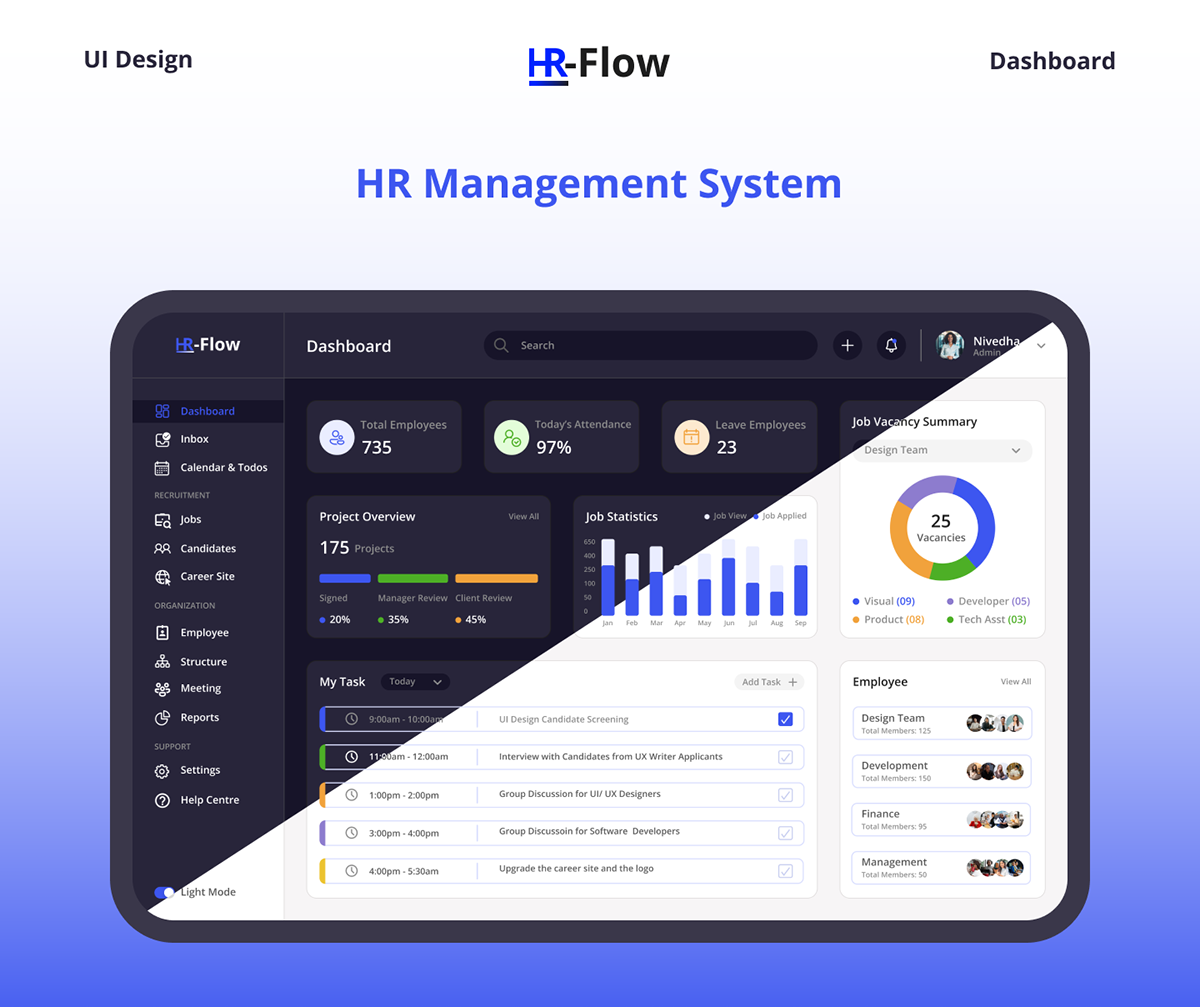 UI Design
HR-Flow
Dashboard
HR Management System
HR-Flow
Dashboard
Search
Nivedha
Admin
Dashboard
Inbox
Calendar & Todos
RECRUITMENT
Jobs
Candidates
Career Site
ORGANIZATION
Employee
Structure
Meeting
Reports
SUPPORT
Settings
Help Centre
Light Mode
Total Employees
735
Today's Attendance
97%
Leave Employees
23
Job Vacancy Summary
Design Team
25
Vacancies
Visual (09)
Developer (05)
Product (08)
Tech Asst (03)
Project Overview
View All
175 Projects
Signed
Manager Review
Client Review
20%
35%
45%
Job Statistics
Job View
Job Applied
650
400
250
100
50
0
Jan Feb Mar Apr May Jun Jul Aug Sep
My Task
Today
Add Task
9:00am - 10:00am
UI Design Candidate Screening
11:00am - 12:00am
Interview with Candidates from UX Writer Applicants
1:00pm - 2:00pm
Group Discussion for UI/ UX Designers
3:00pm - 4:00pm
Group Discussoin for Software Developers
4:00pm - 5:30am
Upgrade the career site and the logo
Employee
View All
Design Team
Total Members: 125
Development
Total Members: 150
Finance
Total Members: 95
Management
Total Members: 50